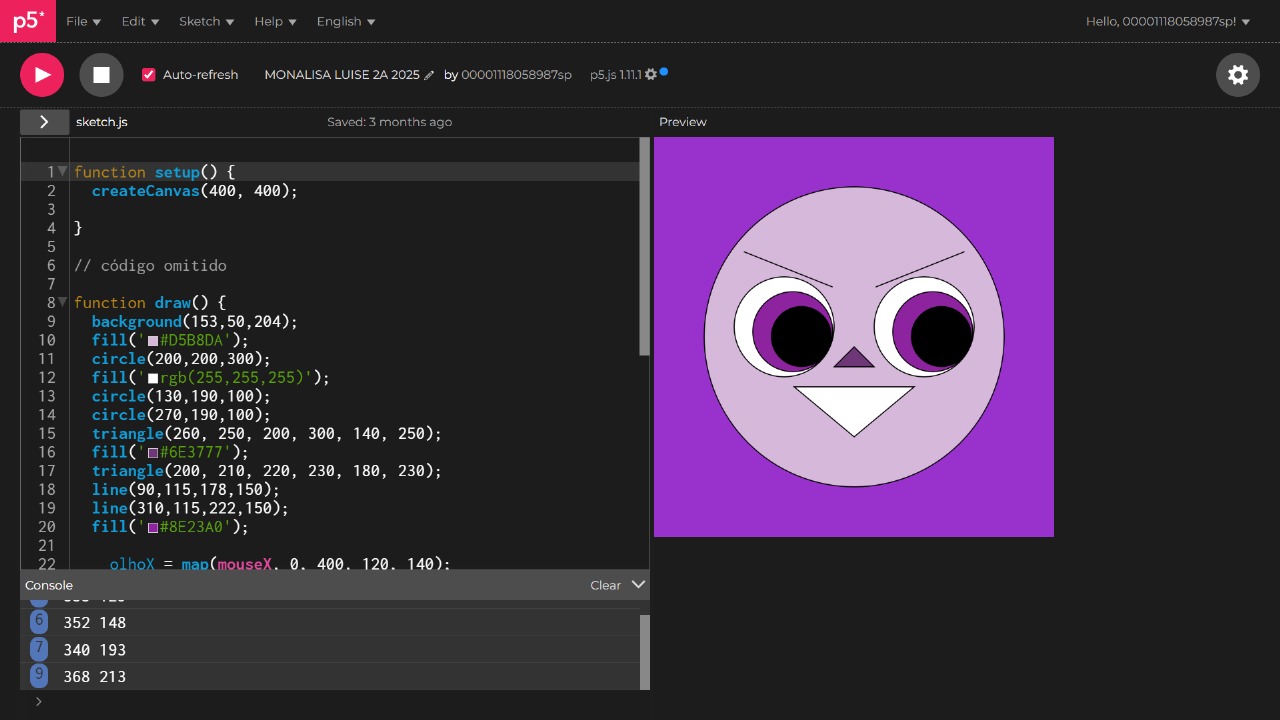 p5*
File Edit Sketch Help English Hello, 00001118058987sp!
Auto-refresh MONALISA LUISE 2A 2025 by 00001118058987sp p5.js 1.11.1
sketch.js Saved: 3 months ago Preview
1 function setup() {
2 createCanvas(400, 400);
3
4 }
5
6 // código omitido
7
8 function draw() {
9 background(153,50,204);
10 fill('#D5B8DA');
11 circle(200,200,300);
12 fill('rgb(255,255,255)');
13 circle(130,190,100);
14 circle(270,190,100);
15 triangle(260, 250, 200, 300, 140, 250);
16 fill('#6E3777');
17 triangle(200, 210, 220, 230, 180, 230);
18 line(90,115,178,150);
19 line(310,115,222,150);
20 fill('#8E23A0');
21
22 olhoX = map(mouseX, 0, 400, 120, 140);
Console Clear
6 352 148
7 340 193
9 368 213
>